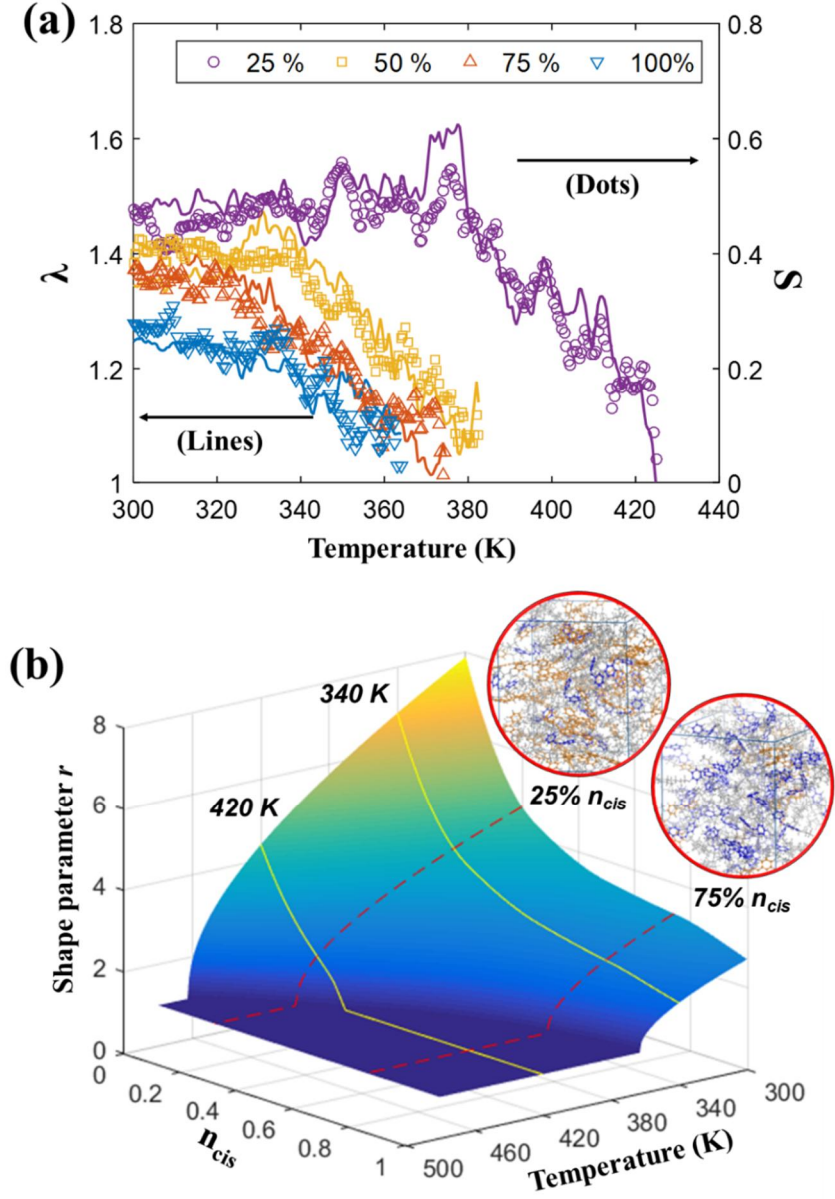 (a)
1.8
1.6
1.4
1.2
1
λ
0.8
0.6
0.4
0.2
0
S
25 % 50 % 75 % 100%
(Dots)
(Lines)
300 320 340 360 380 400 420 440
Temperature (K)
(b)
340 K
420 K
25% ncis
75% ncis
8
6
4
2
0
Shape parameter r
0
0.2
0.4
0.6
0.8
1
ncis
500
460
420
380
340
300
Temperature (K)